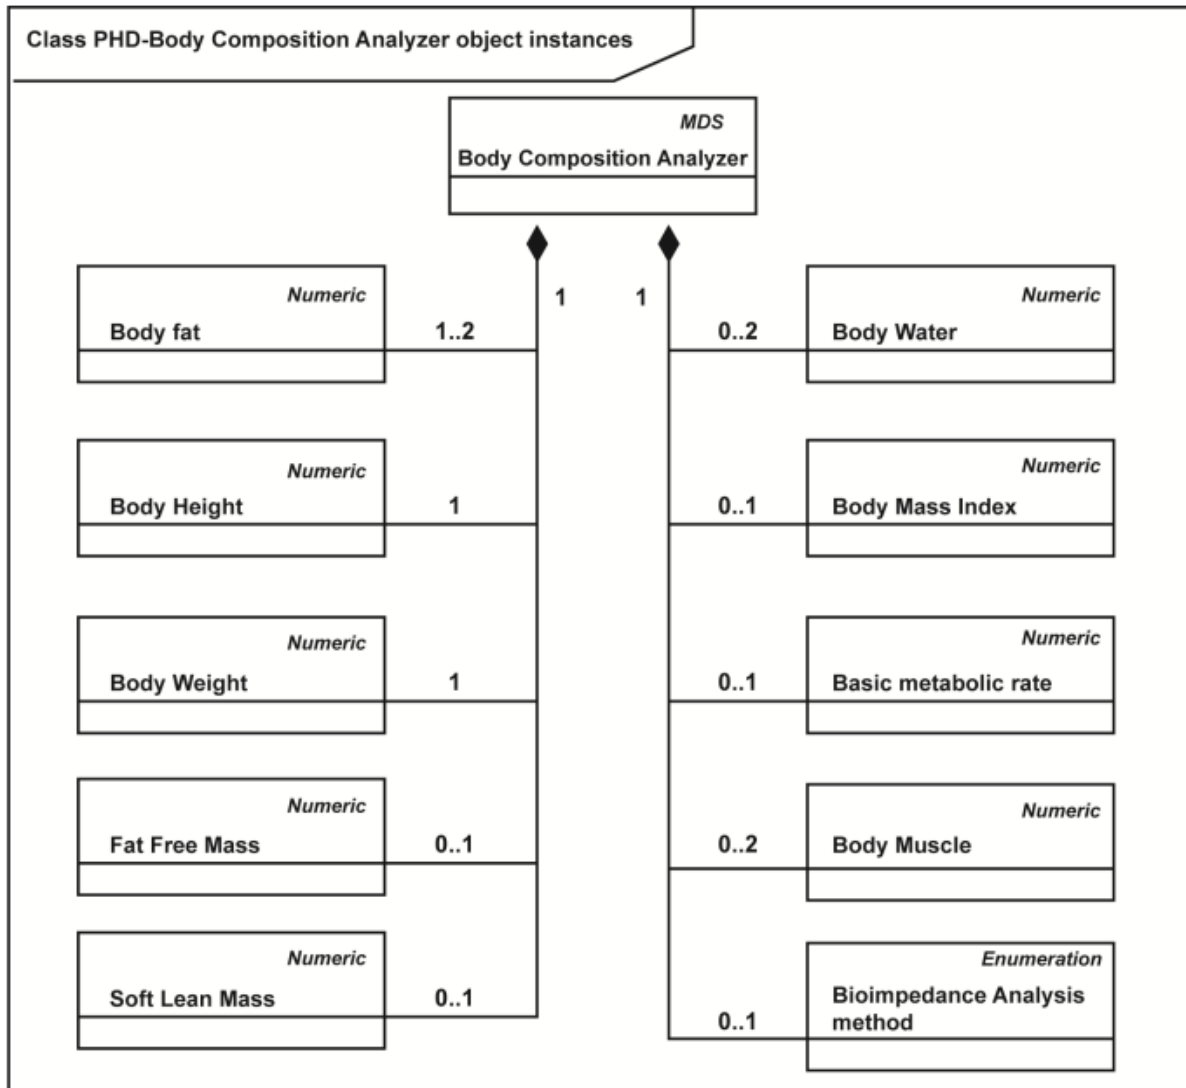 Class PHD-Body Composition Analyzer object instances
MDS
Body Composition Analyzer
1
1
Numeric
Body fat
1..2
Numeric
Body Height
1
Numeric
Body Weight
1
Numeric
Fat Free Mass
0..1
Numeric
Soft Lean Mass
0..1
Numeric
Body Water
0..2
Numeric
Body Mass Index
0..1
Numeric
Basic metabolic rate
0..1
Numeric
Body Muscle
0..2
Enumeration
Bioimpedance Analysis
method
0..1